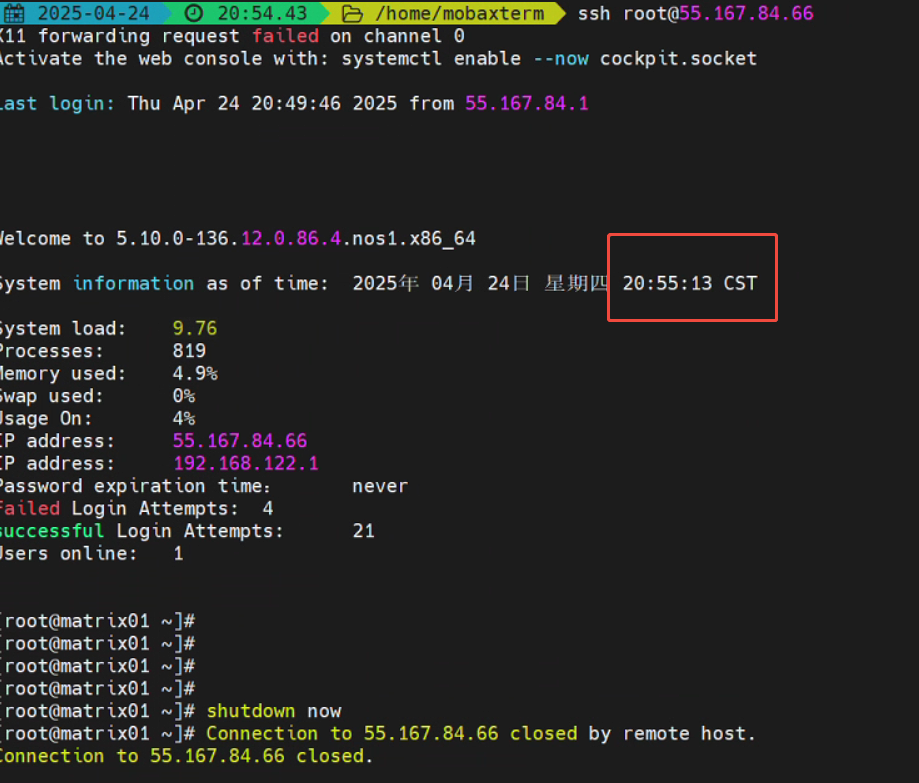 2025-04-24 20:54.43 /home/mobaxterm ssh root@55.167.84.66
X11 forwarding request failed on channel 0
Activate the web console with: systemctl enable --now cockpit.socket
Last login: Thu Apr 24 20:49:46 2025 from 55.167.84.1
Welcome to 5.10.0-136.12.0.86.4.nos1.x86_64
System information as of time: 2025年 04月 24日 星期四 20:55:13 CST
System load: 9.76
Processes: 819
Memory used: 4.9%
Swap used: 0%
Usage On: 4%
IP address: 55.167.84.66
IP address: 192.168.122.1
Password expiration time: never
Failed Login Attempts: 4
successful Login Attempts: 21
Users online: 1
[root@matrix01 ~]#
[root@matrix01 ~]#
[root@matrix01 ~]#
[root@matrix01 ~]#
[root@matrix01 ~]# shutdown now
[root@matrix01 ~]# Connection to 55.167.84.66 closed by remote host.
Connection to 55.167.84.66 closed.